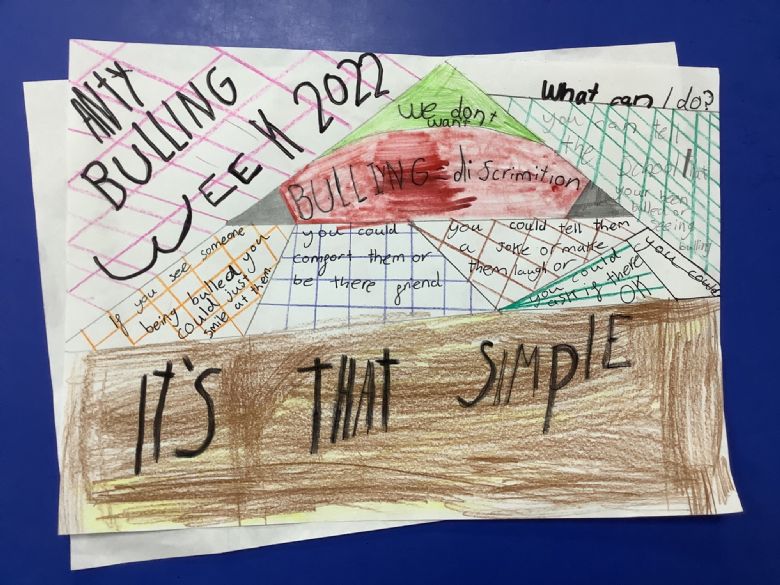 ANTY
BULLING
WEEK 2022
We dont
want
BULLING = discrimition
What can I do?
you can tell
the
school
your been
bulled or
seeing
bulling
If you see someone
being bulled you
could just
smile at them
you could
comgort them or
be there griend
you could tell them
a joke or make
them laugh or
you could
ask if there
OK
you could
IT'S THAT SIMPLE